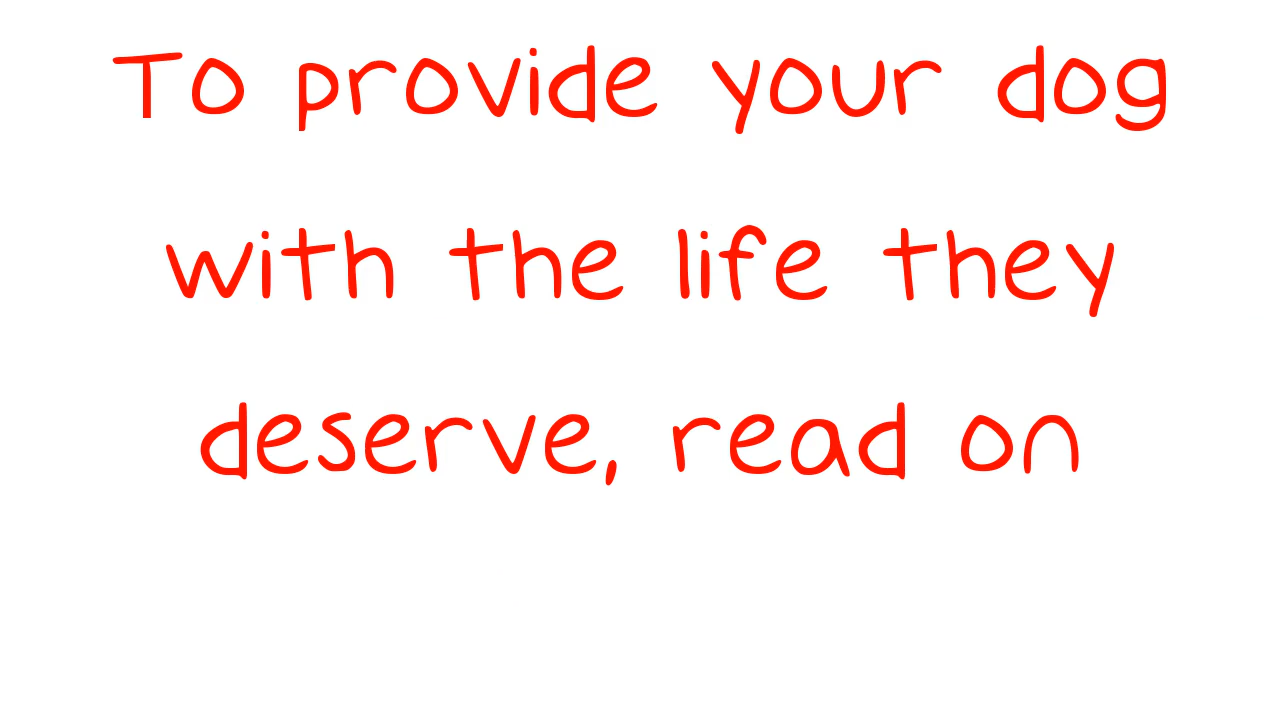 To provide your dog
with the life they
deserve, read on